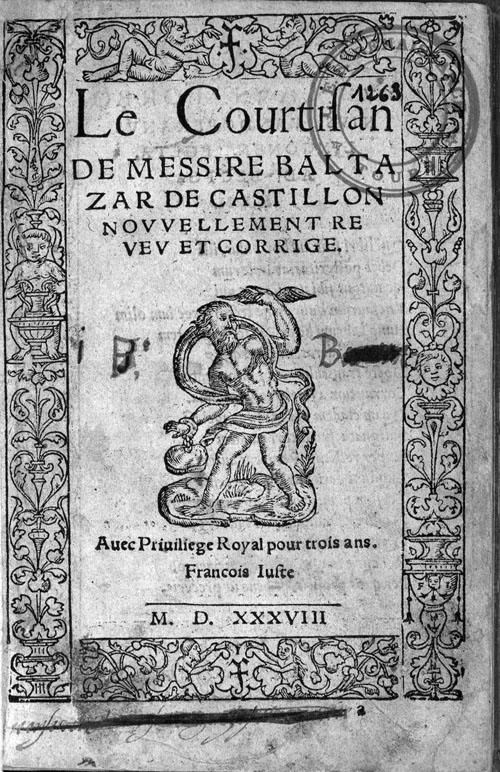 1263
Le Courtiſan
DE MESSIRE BALTA
ZAR DE CASTILLON
NOVVELLEMENT RE
VEV ET CORRIGE.
B.
Auec Priuiliege Royal pour trois ans.
Francois Iuſte
M. D. XXXVIII
a